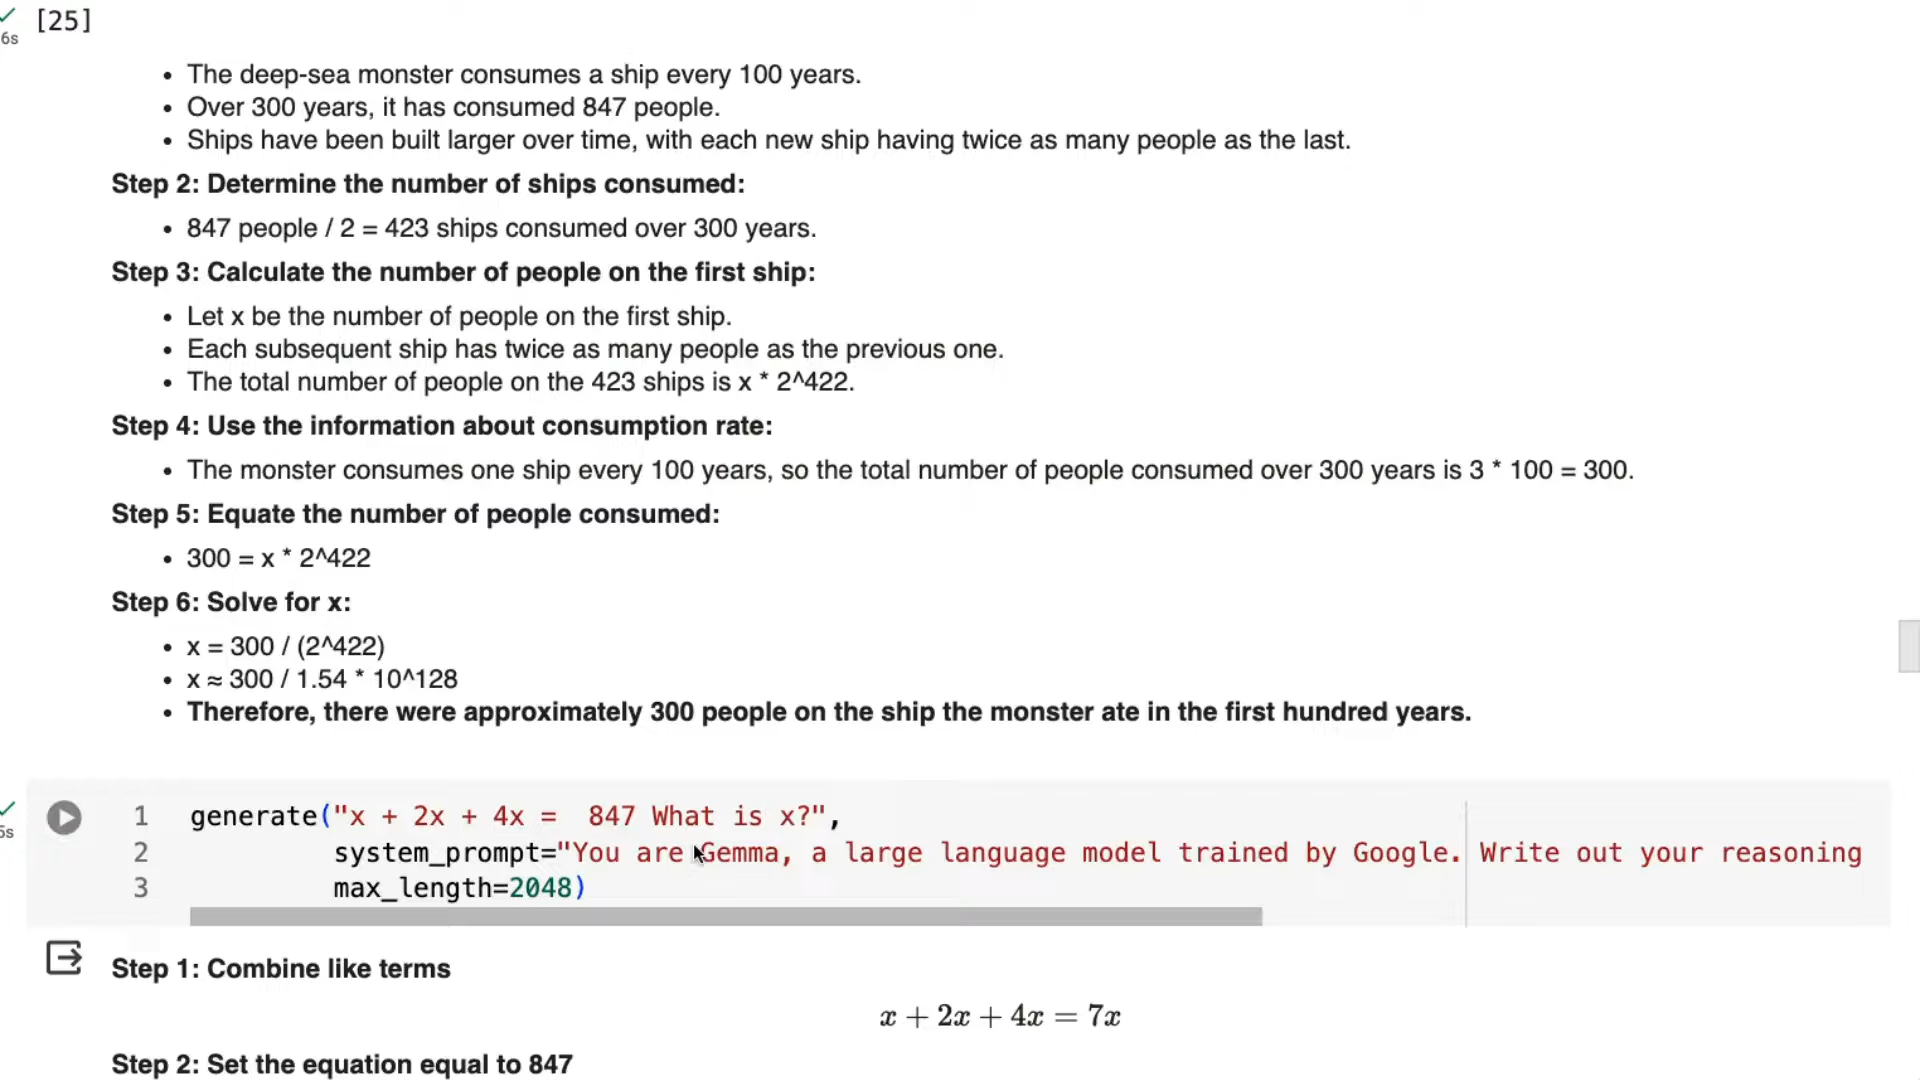 [25]
6s
• The deep-sea monster consumes a ship every 100 years.
• Over 300 years, it has consumed 847 people.
• Ships have been built larger over time, with each new ship having twice as many people as the last.
Step 2: Determine the number of ships consumed:
• 847 people / 2 = 423 ships consumed over 300 years.
Step 3: Calculate the number of people on the first ship:
• Let x be the number of people on the first ship.
• Each subsequent ship has twice as many people as the previous one.
• The total number of people on the 423 ships is x * 2^422.
Step 4: Use the information about consumption rate:
• The monster consumes one ship every 100 years, so the total number of people consumed over 300 years is 3 * 100 = 300.
Step 5: Equate the number of people consumed:
• 300 = x * 2^422
Step 6: Solve for x:
• x = 300 / (2^422)
• x ≈ 300 / 1.54 * 10^128
• Therefore, there were approximately 300 people on the ship the monster ate in the first hundred years.
1 generate("x + 2x + 4x =  847 What is x?",
5s
2 system_prompt="You are Gemma, a large language model trained by Google. Write out your reasoning
3 max_length=2048)
Step 1: Combine like terms
x + 2x + 4x = 7x
Step 2: Set the equation equal to 847